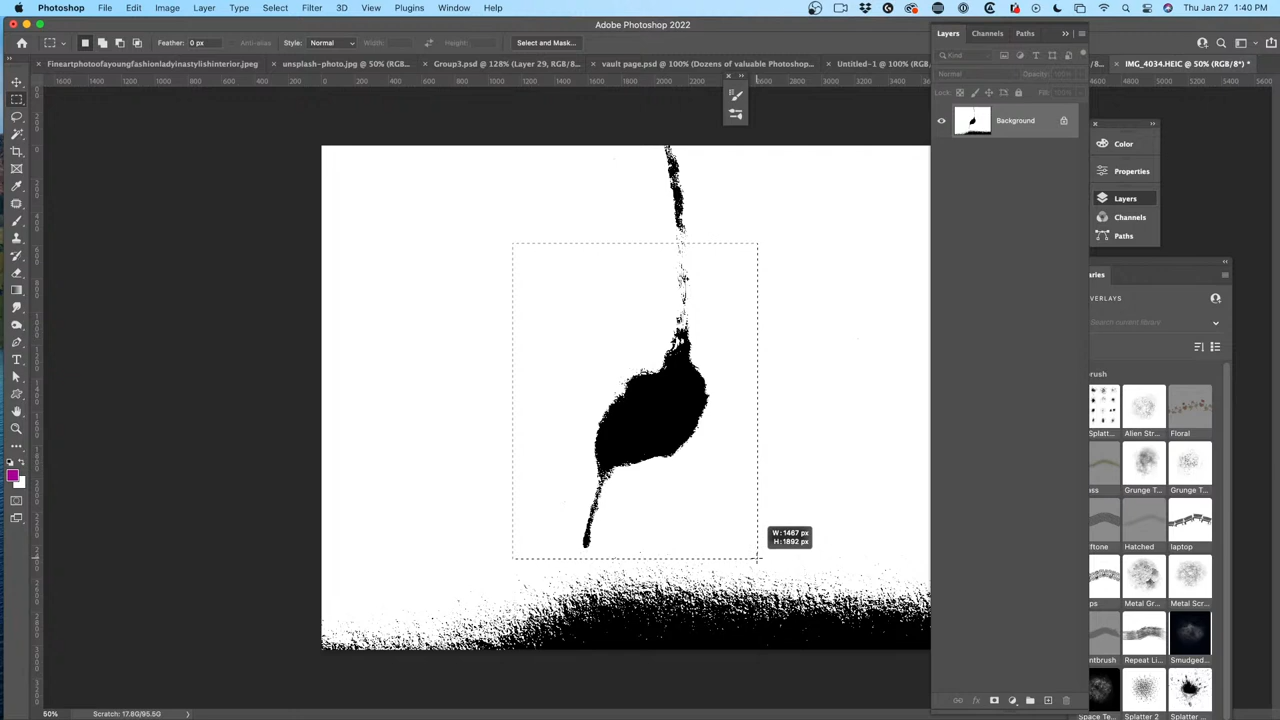 Photoshop File Edit Image Layer Type Select Filter 3D View Plugins Window Help Thu Jan 27 1:40 PM
Adobe Photoshop 2022
Feather: 0 px Anti-alias Style: Normal Width: Height: Select and Mask...
Fineartphotoofayoungfashionladyinastylishinterior.jpeg unsplash-photo.jpg @ 50% (RGB... Group3.psd @ 128% (Layer 29, RGB/8... vault page.psd @ 100% (Dozens of valuable Photoshop... Untitled-1 @ 100% (RGB/8 IMG_4034.HEIC @ 50% (RGB/8*) *
Layers Channels Paths
Kind
Normal Opacity: 100%
Lock: Fill: 100%
Background
Color
Properties
Layers
Channels
Paths
aries
VERLAYS
Search current library
rush
Splatt... Alien Str... Floral
ss Grunge T... Grunge T...
ftone Hatched laptop
ps Metal Gr... Metal Scr...
ntbrush Repeat Li... Smudged...
Space Te... Splatter 2 Splatter ...
W: 1467 px
H: 1892 px
50% Scratch: 17.80/95.50